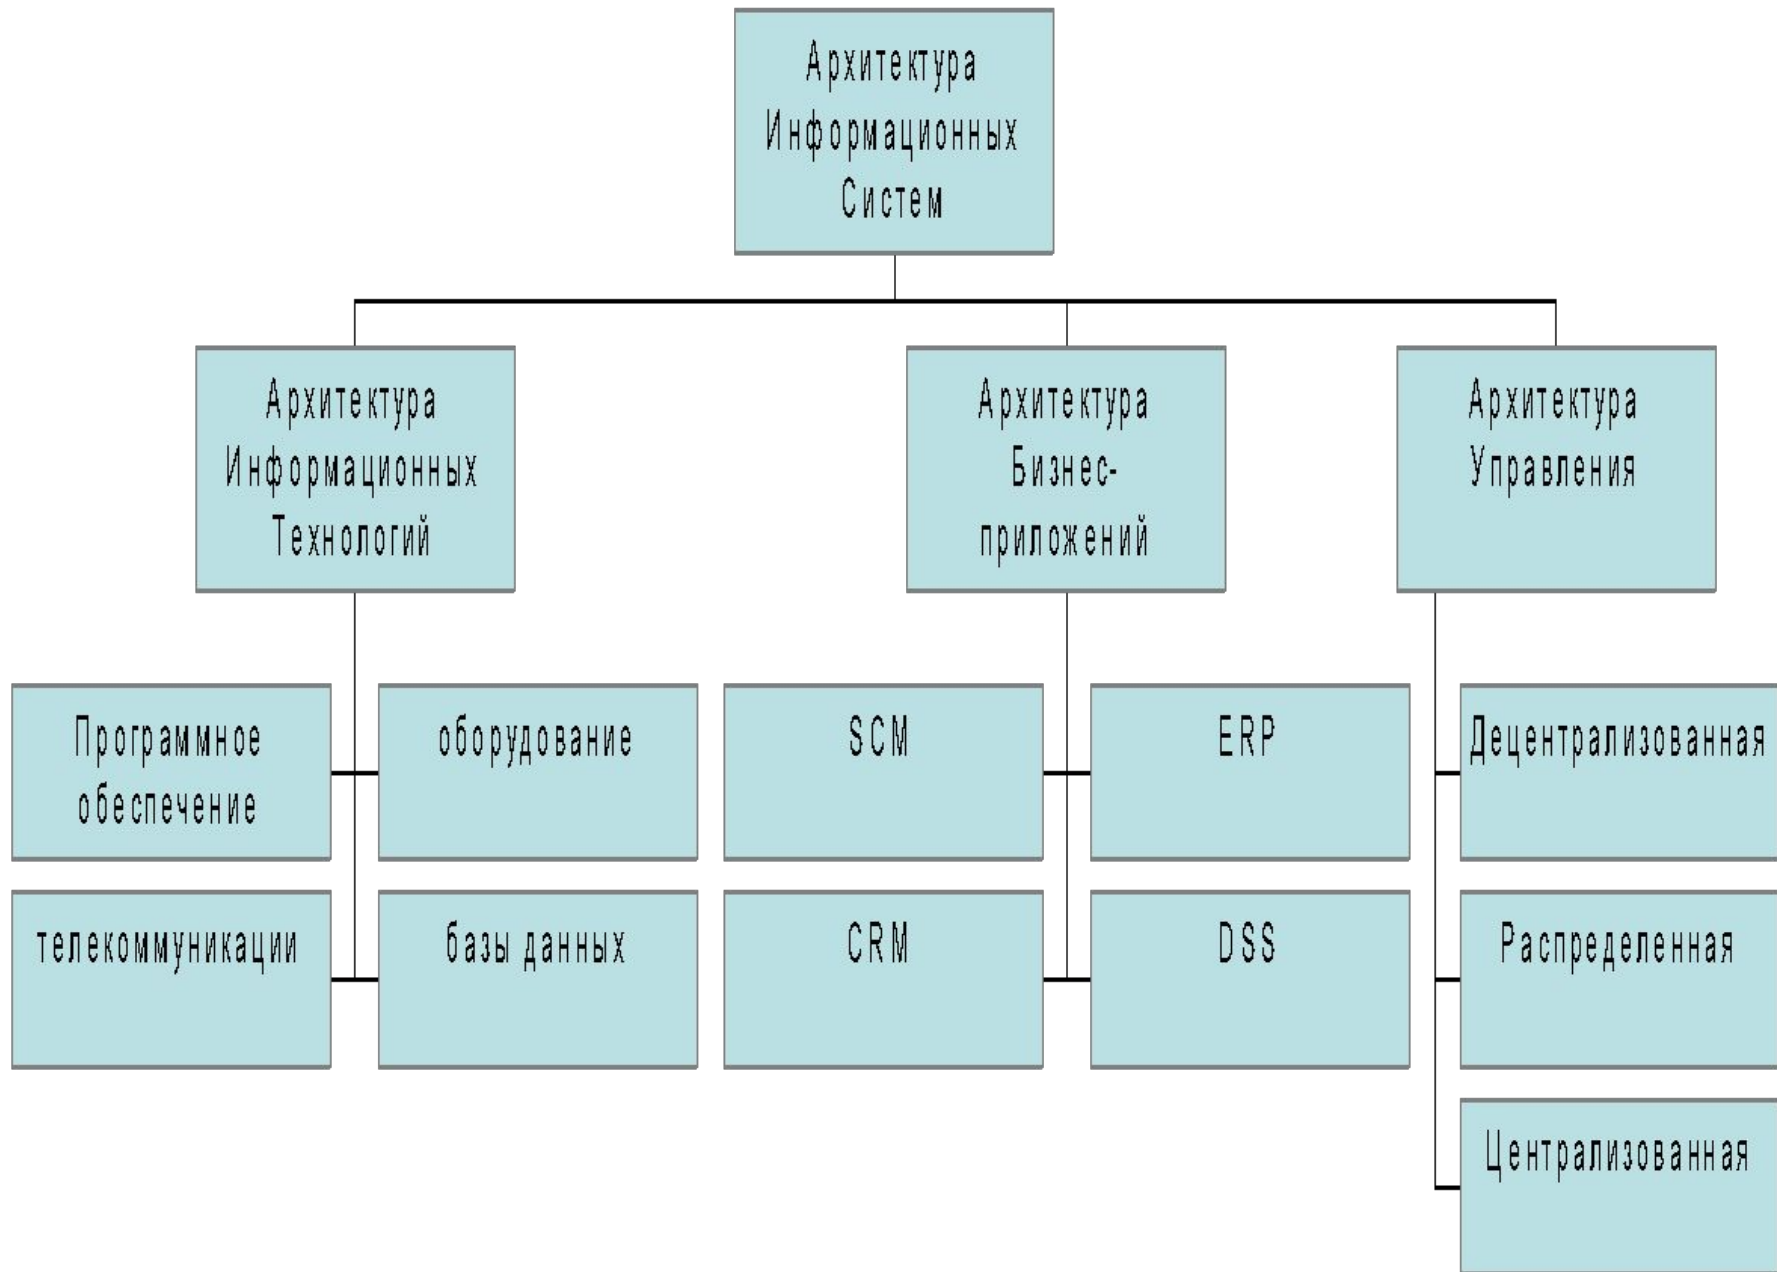 Архитектура
Информационных
Систем
Архитектура
Информационных
Технологий
Архитектура
Бизнес-
приложений
Архитектура
Управления
Программное
обеспечение
оборудование
SCM
ERP
Децентрализованная
телекоммуникации
базы данных
CRM
DSS
Распределенная
Централизованная